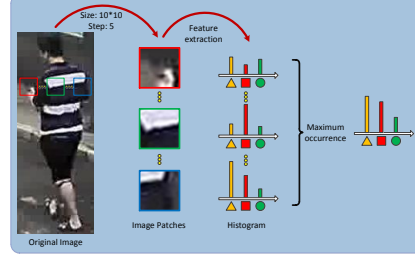 Size: 10*10
Step: 5
Feature
extraction
Maximum
occurrence
Original Image
Image Patches
Histogram